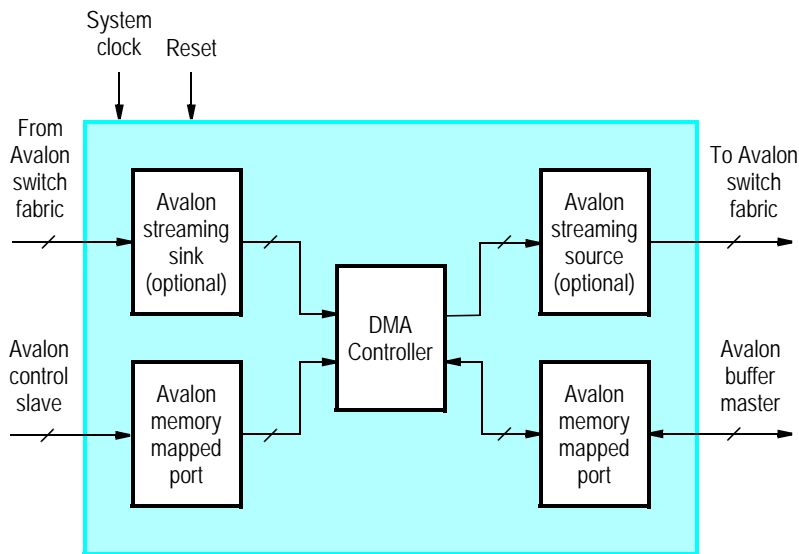 System
clock
Reset
From
Avalon
switch
fabric
To Avalon
switch
fabric
Avalon
streaming
sink
(optional)
Avalon
streaming
source
(optional)
DMA
Controller
Avalon
control
slave
Avalon
memory
mapped
port
Avalon
memory
mapped
port
Avalon
buffer
master